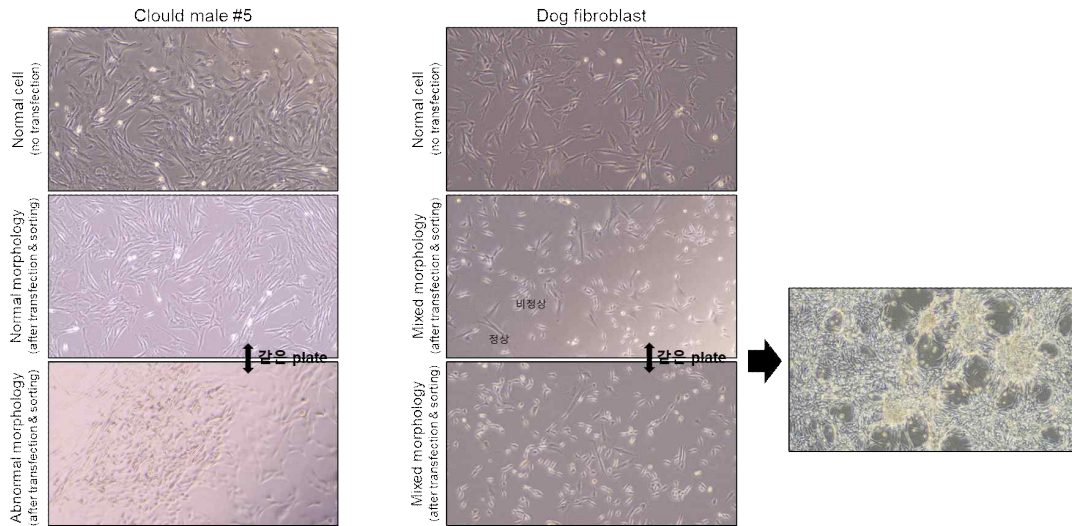 Clould male #5
Dog fibroblast
Normal cell
(no transfection)
Normal cell
(no transfection)
Normal morphology
(after transfection & sorting)
Mixed morphology
(after transfection & sorting)
비정상
정상
같은 plate
같은 plate
Abnormal morphology
(after transfection & sorting)
Mixed morphology
(after transfection & sorting)